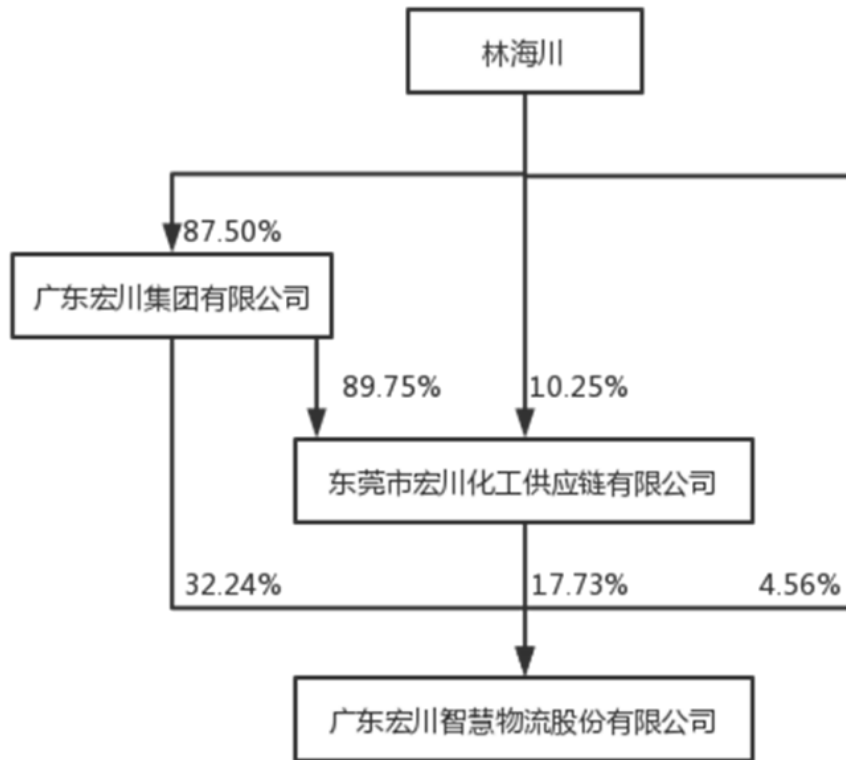 林海川
87.50%
广东宏川集团有限公司
89.75%
10.25%
东莞市宏川化工供应链有限公司
32.24%
17.73%
4.56%
广东宏川智慧物流股份有限公司